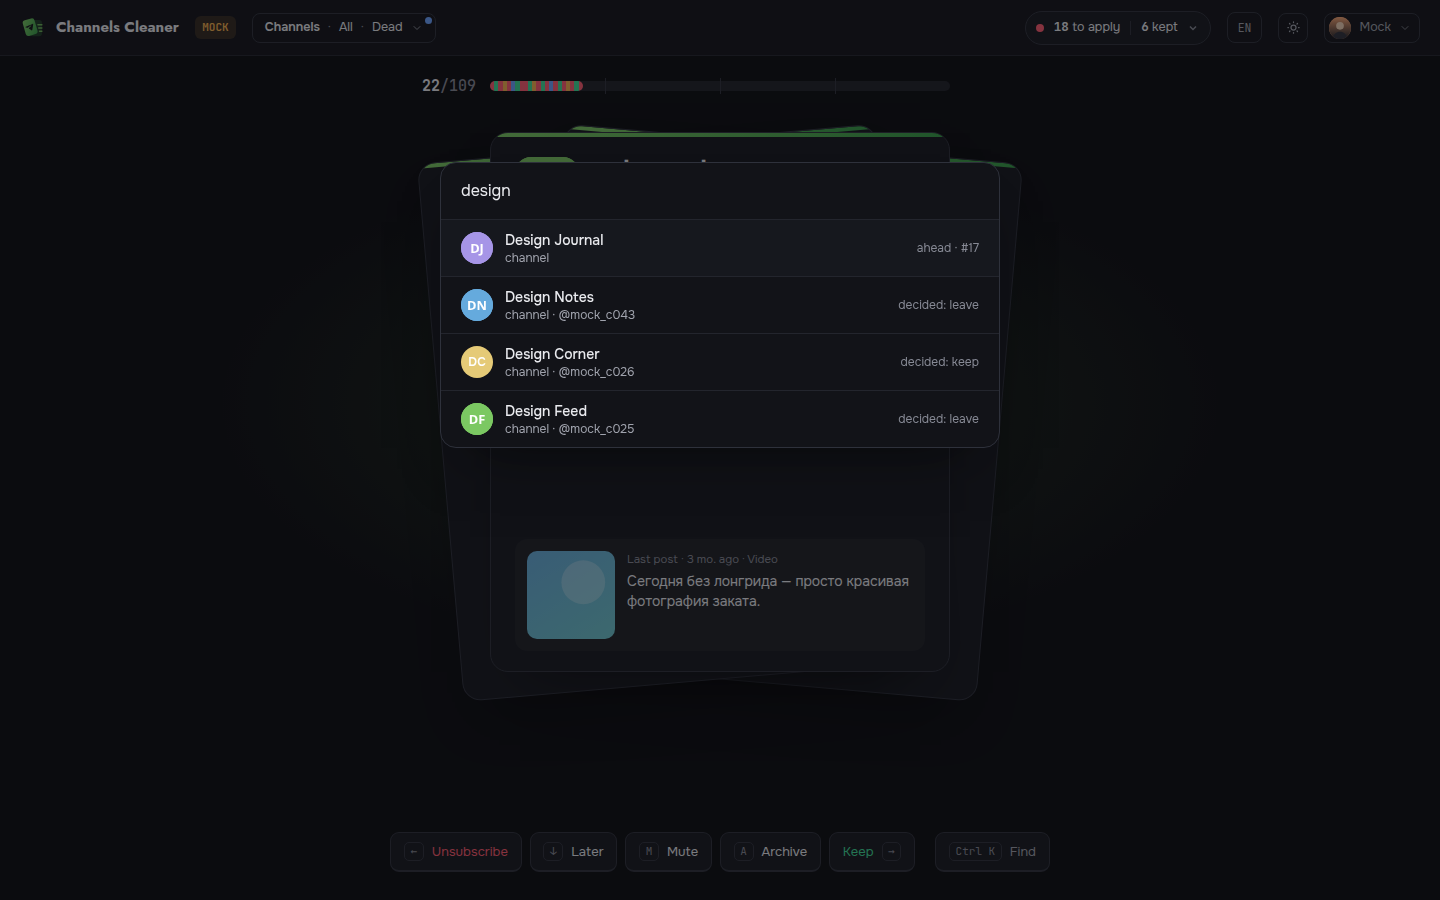 Channels Cleaner
MOCK
Channels · All · Dead
18 to apply
6 kept
EN
Mock
22/109
design
DJ
Design Journal
channel
ahead · #17
DN
Design Notes
channel · @mock_c043
decided: leave
DC
Design Corner
channel · @mock_c026
decided: keep
DF
Design Feed
channel · @mock_c025
decided: leave
Last post · 3 mo. ago · Video
Сегодня без лонгрида — просто красивая
фотография заката.
← Unsubscribe
↓ Later
M Mute
A Archive
Keep →
Ctrl K Find